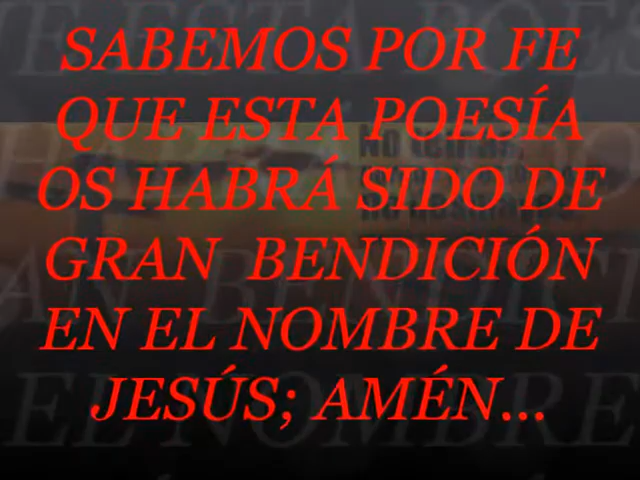 SABEMOS POR FE
QUE ESTA POESÍA
OS HABRÁ SIDO DE
GRAN BENDICIÓN
EN EL NOMBRE DE
JESÚS; AMÉN...